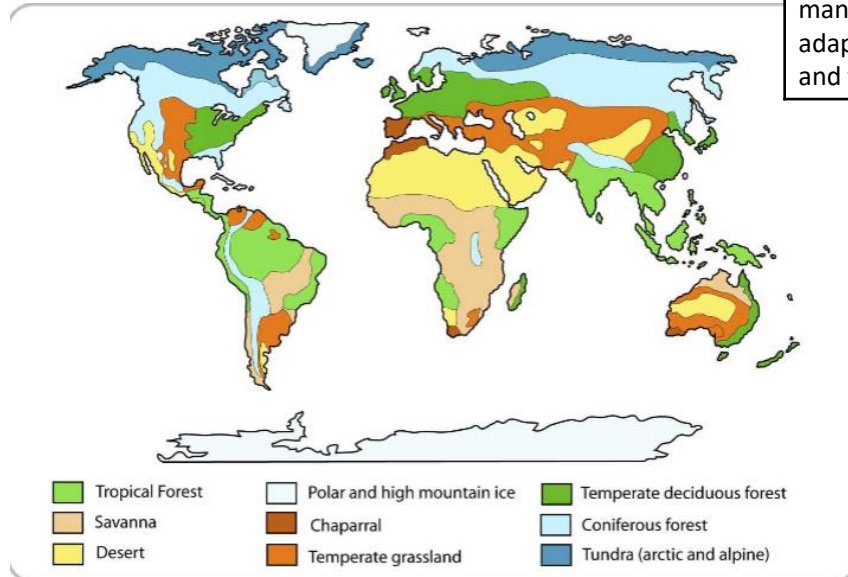 man
adap
and
Tropical Forest
Savanna
Desert
Polar and high mountain ice
Chaparral
Temperate grassland
Temperate deciduous forest
Coniferous forest
Tundra (arctic and alpine)